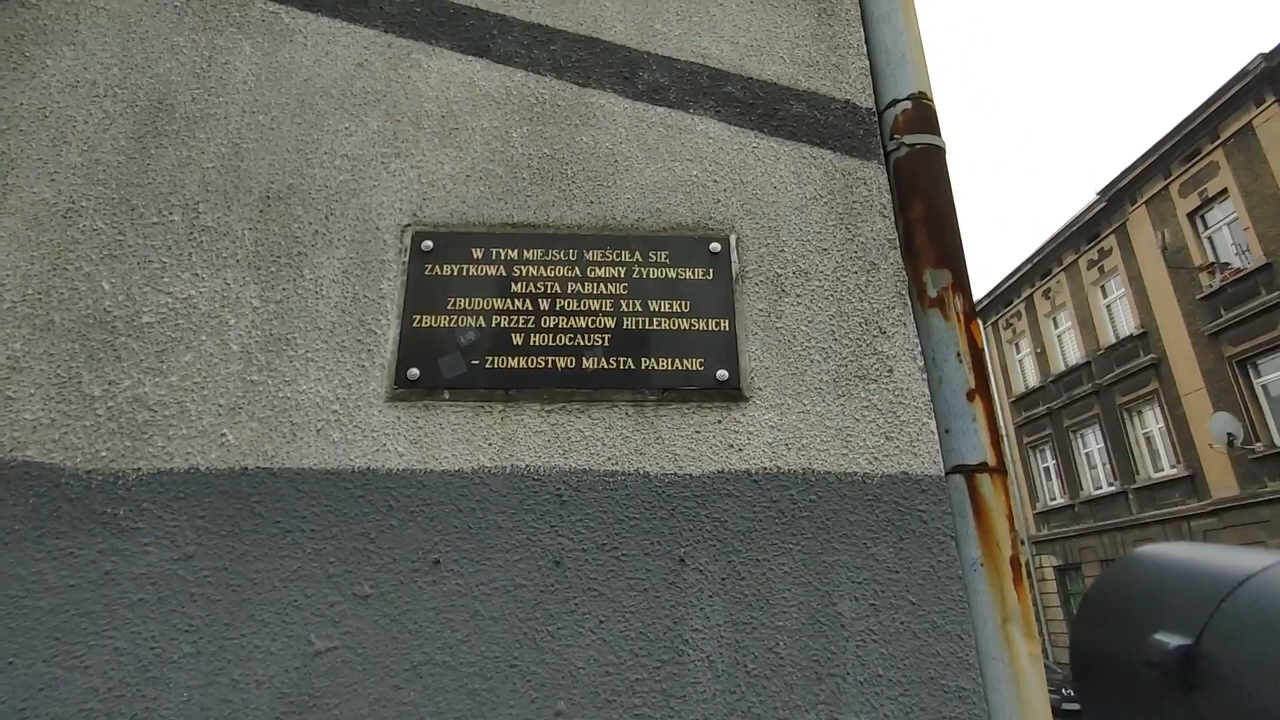 W TYM MIEJSCU MIEŚCIŁA SIĘ
ZABYTKOWA SYNAGOGA GMINY ŻYDOWSKIEJ
MIASTA PABIANIC
ZBUDOWANA W POŁOWIE XIX WIEKU
ZBURZONA PRZEZ OPRAWCÓW HITLEROWSKICH
W HOLOCAUST
– ZIOMKOSTWO MIASTA PABIANIC